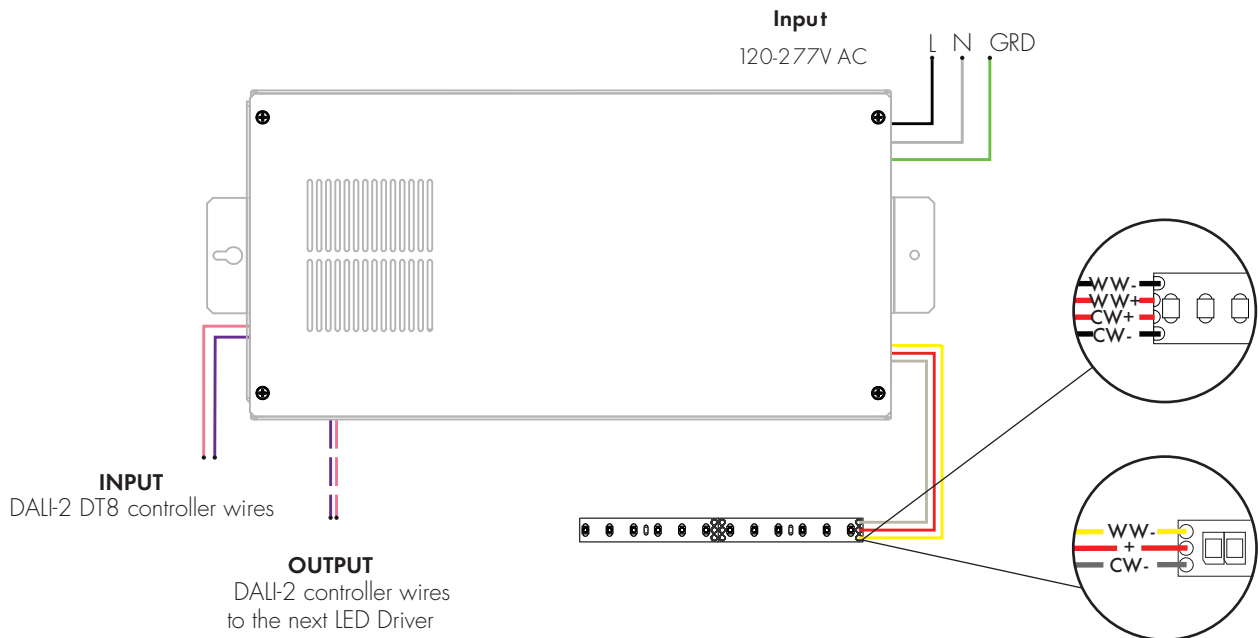 Input
120-277V AC
L N GRD
WW-
WW+
CW+
CW-
INPUT
DALI-2 DT8 controller wires
OUTPUT
DALI-2 controller wires
to the next LED Driver
WW-
+
CW-